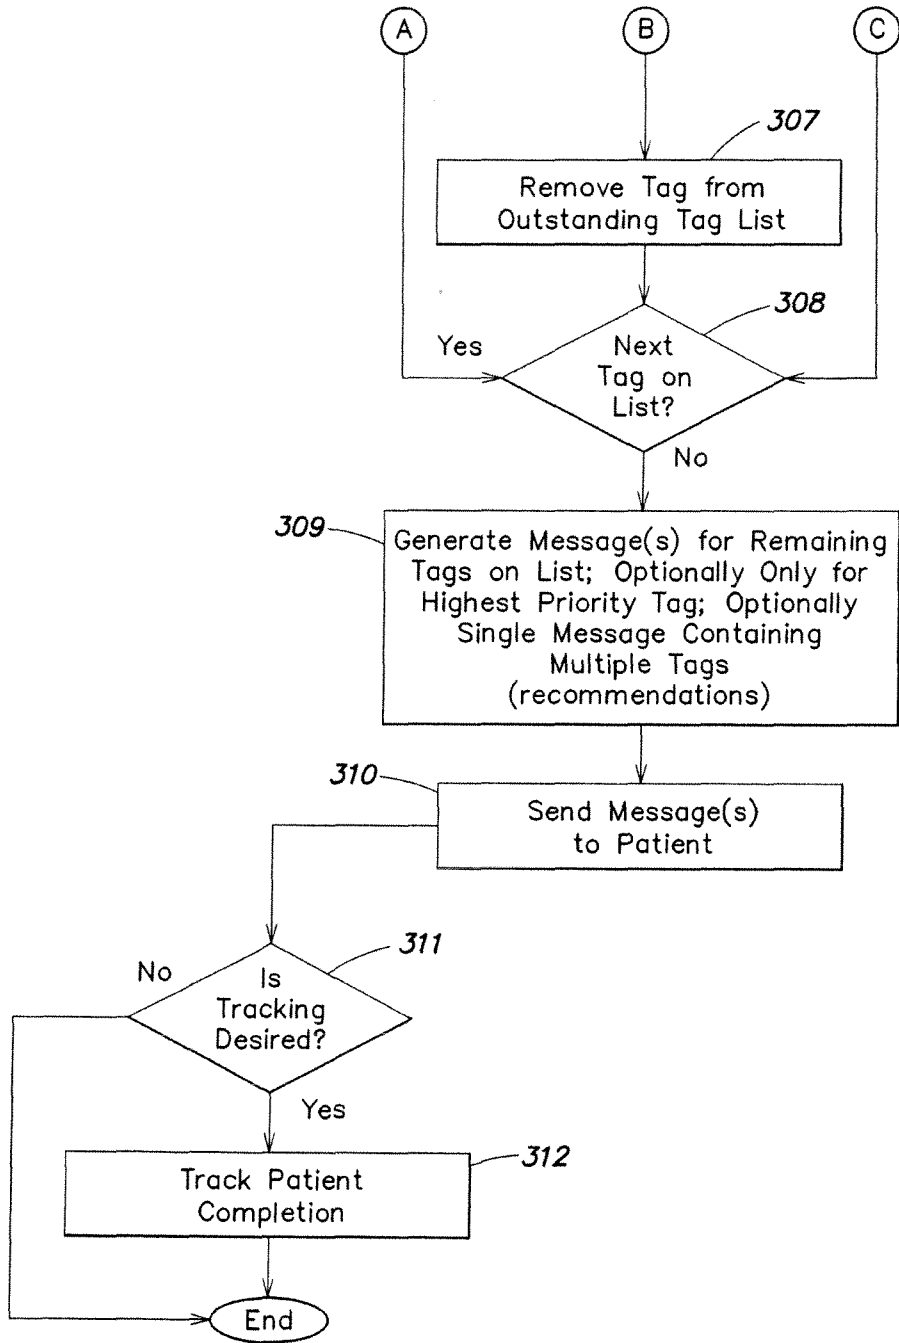 A
B
C
307
Remove Tag from
Outstanding Tag List
308
Yes
Next
Tag on
List?
No
309
Generate Message(s) for Remaining
Tags on List; Optionally Only for
Highest Priority Tag; Optionally
Single Message Containing
Multiple Tags
(recommendations)
310
Send Message(s)
to Patient
311
No
Is
Tracking
Desired?
Yes
312
Track Patient
Completion
End